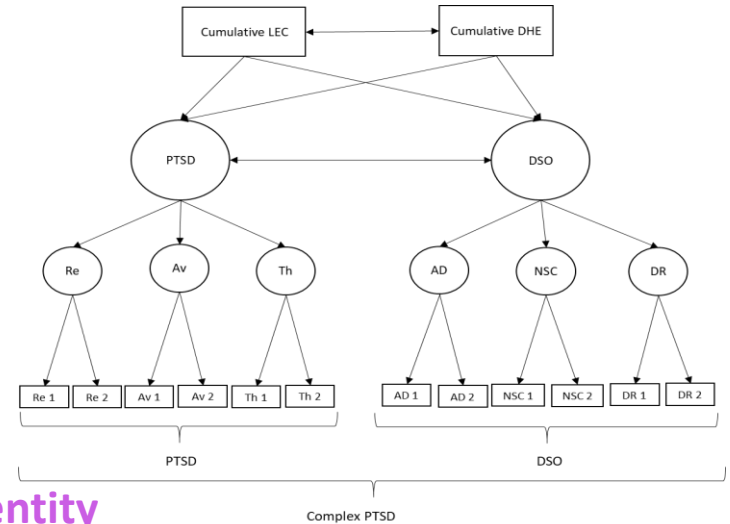 Cumulative LEC
Cumulative DHE
PTSD
DSO
Re
Av
Th
AD
NSC
DR
Re 1
Re 2
Av 1
Av 2
Th 1
Th 2
AD 1
AD 2
NSC 1
NSC 2
DR 1
DR 2
PTSD
DSO
entity
Complex PTSD